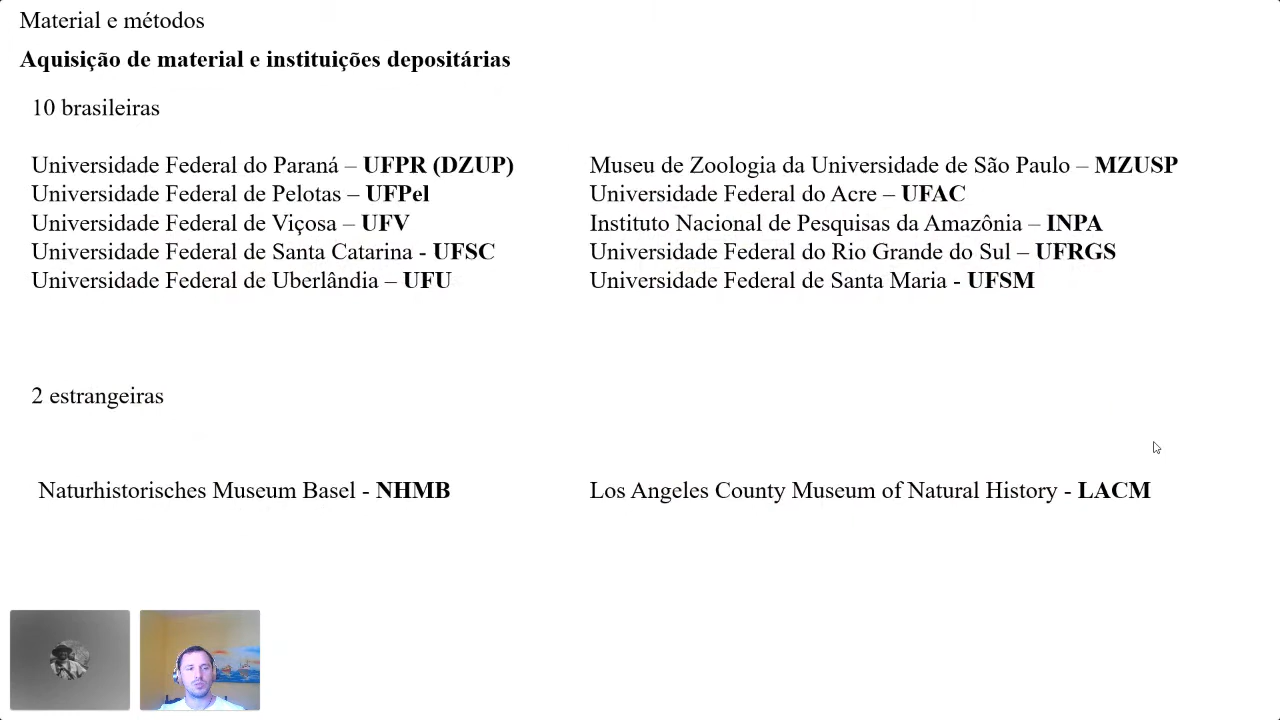 Material e métodos
Aquisição de material e instituições depositárias
10 brasileiras
Universidade Federal do Paraná – UFPR (DZUP)
Universidade Federal de Pelotas – UFPel
Universidade Federal de Viçosa – UFV
Universidade Federal de Santa Catarina - UFSC
Universidade Federal de Uberlândia – UFU
Museu de Zoologia da Universidade de São Paulo – MZUSP
Universidade Federal do Acre – UFAC
Instituto Nacional de Pesquisas da Amazônia – INPA
Universidade Federal do Rio Grande do Sul – UFRGS
Universidade Federal de Santa Maria - UFSM
2 estrangeiras
Naturhistorisches Museum Basel - NHMB
Los Angeles County Museum of Natural History - LACM